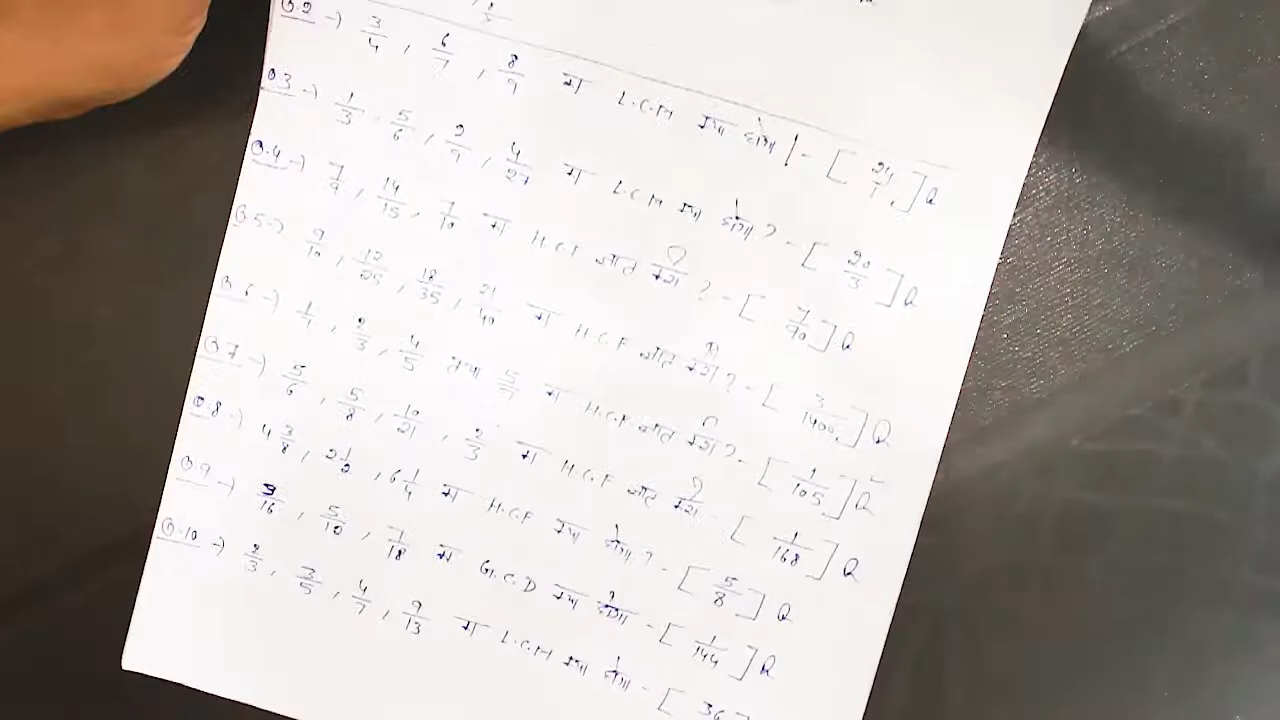 Q.2 → 3/4, 6/7, 8/9 का L.C.M क्या होगा |- [24/1] Q
Q.3 → 1/3, 5/6, 2/9, 4/27 का L.C.M क्या होगा ? - [20/3] Q
Q.4 → 7/9, 14/15, 7/10 का H.C.F ज्ञात करो ? - [7/90] Q
Q.5 → 9/10, 12/25, 18/35, 21/40 का H.C.F ज्ञात करो ? - [3/1400] Q
Q.6 → 1/1, 2/3, 4/5 तथा 5/7 का H.C.F ज्ञात करो ? - [1/105] Q
Q.7 → 5/6, 5/8, 10/21, 2/3 का H.C.F ज्ञात करो - [1/168] Q
Q.8 → 4 3/8, 2 1/2, 6 1/4 का H.C.F क्या होगा ? - [5/8] Q
Q.9 → 3/16, 5/12, 7/18 का G.C.D क्या होगा - [1/144] Q
Q.10 → 2/3, 3/5, 4/7, 9/13 का L.C.M क्या होगा - [36]